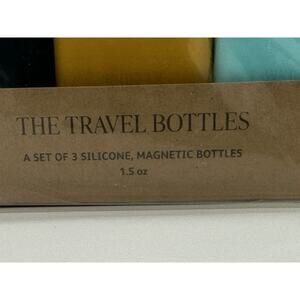 THE TRAVEL BOTTLES
A SET OF 3 SILICONE, MAGNETIC BOTTLES
1.5 oz